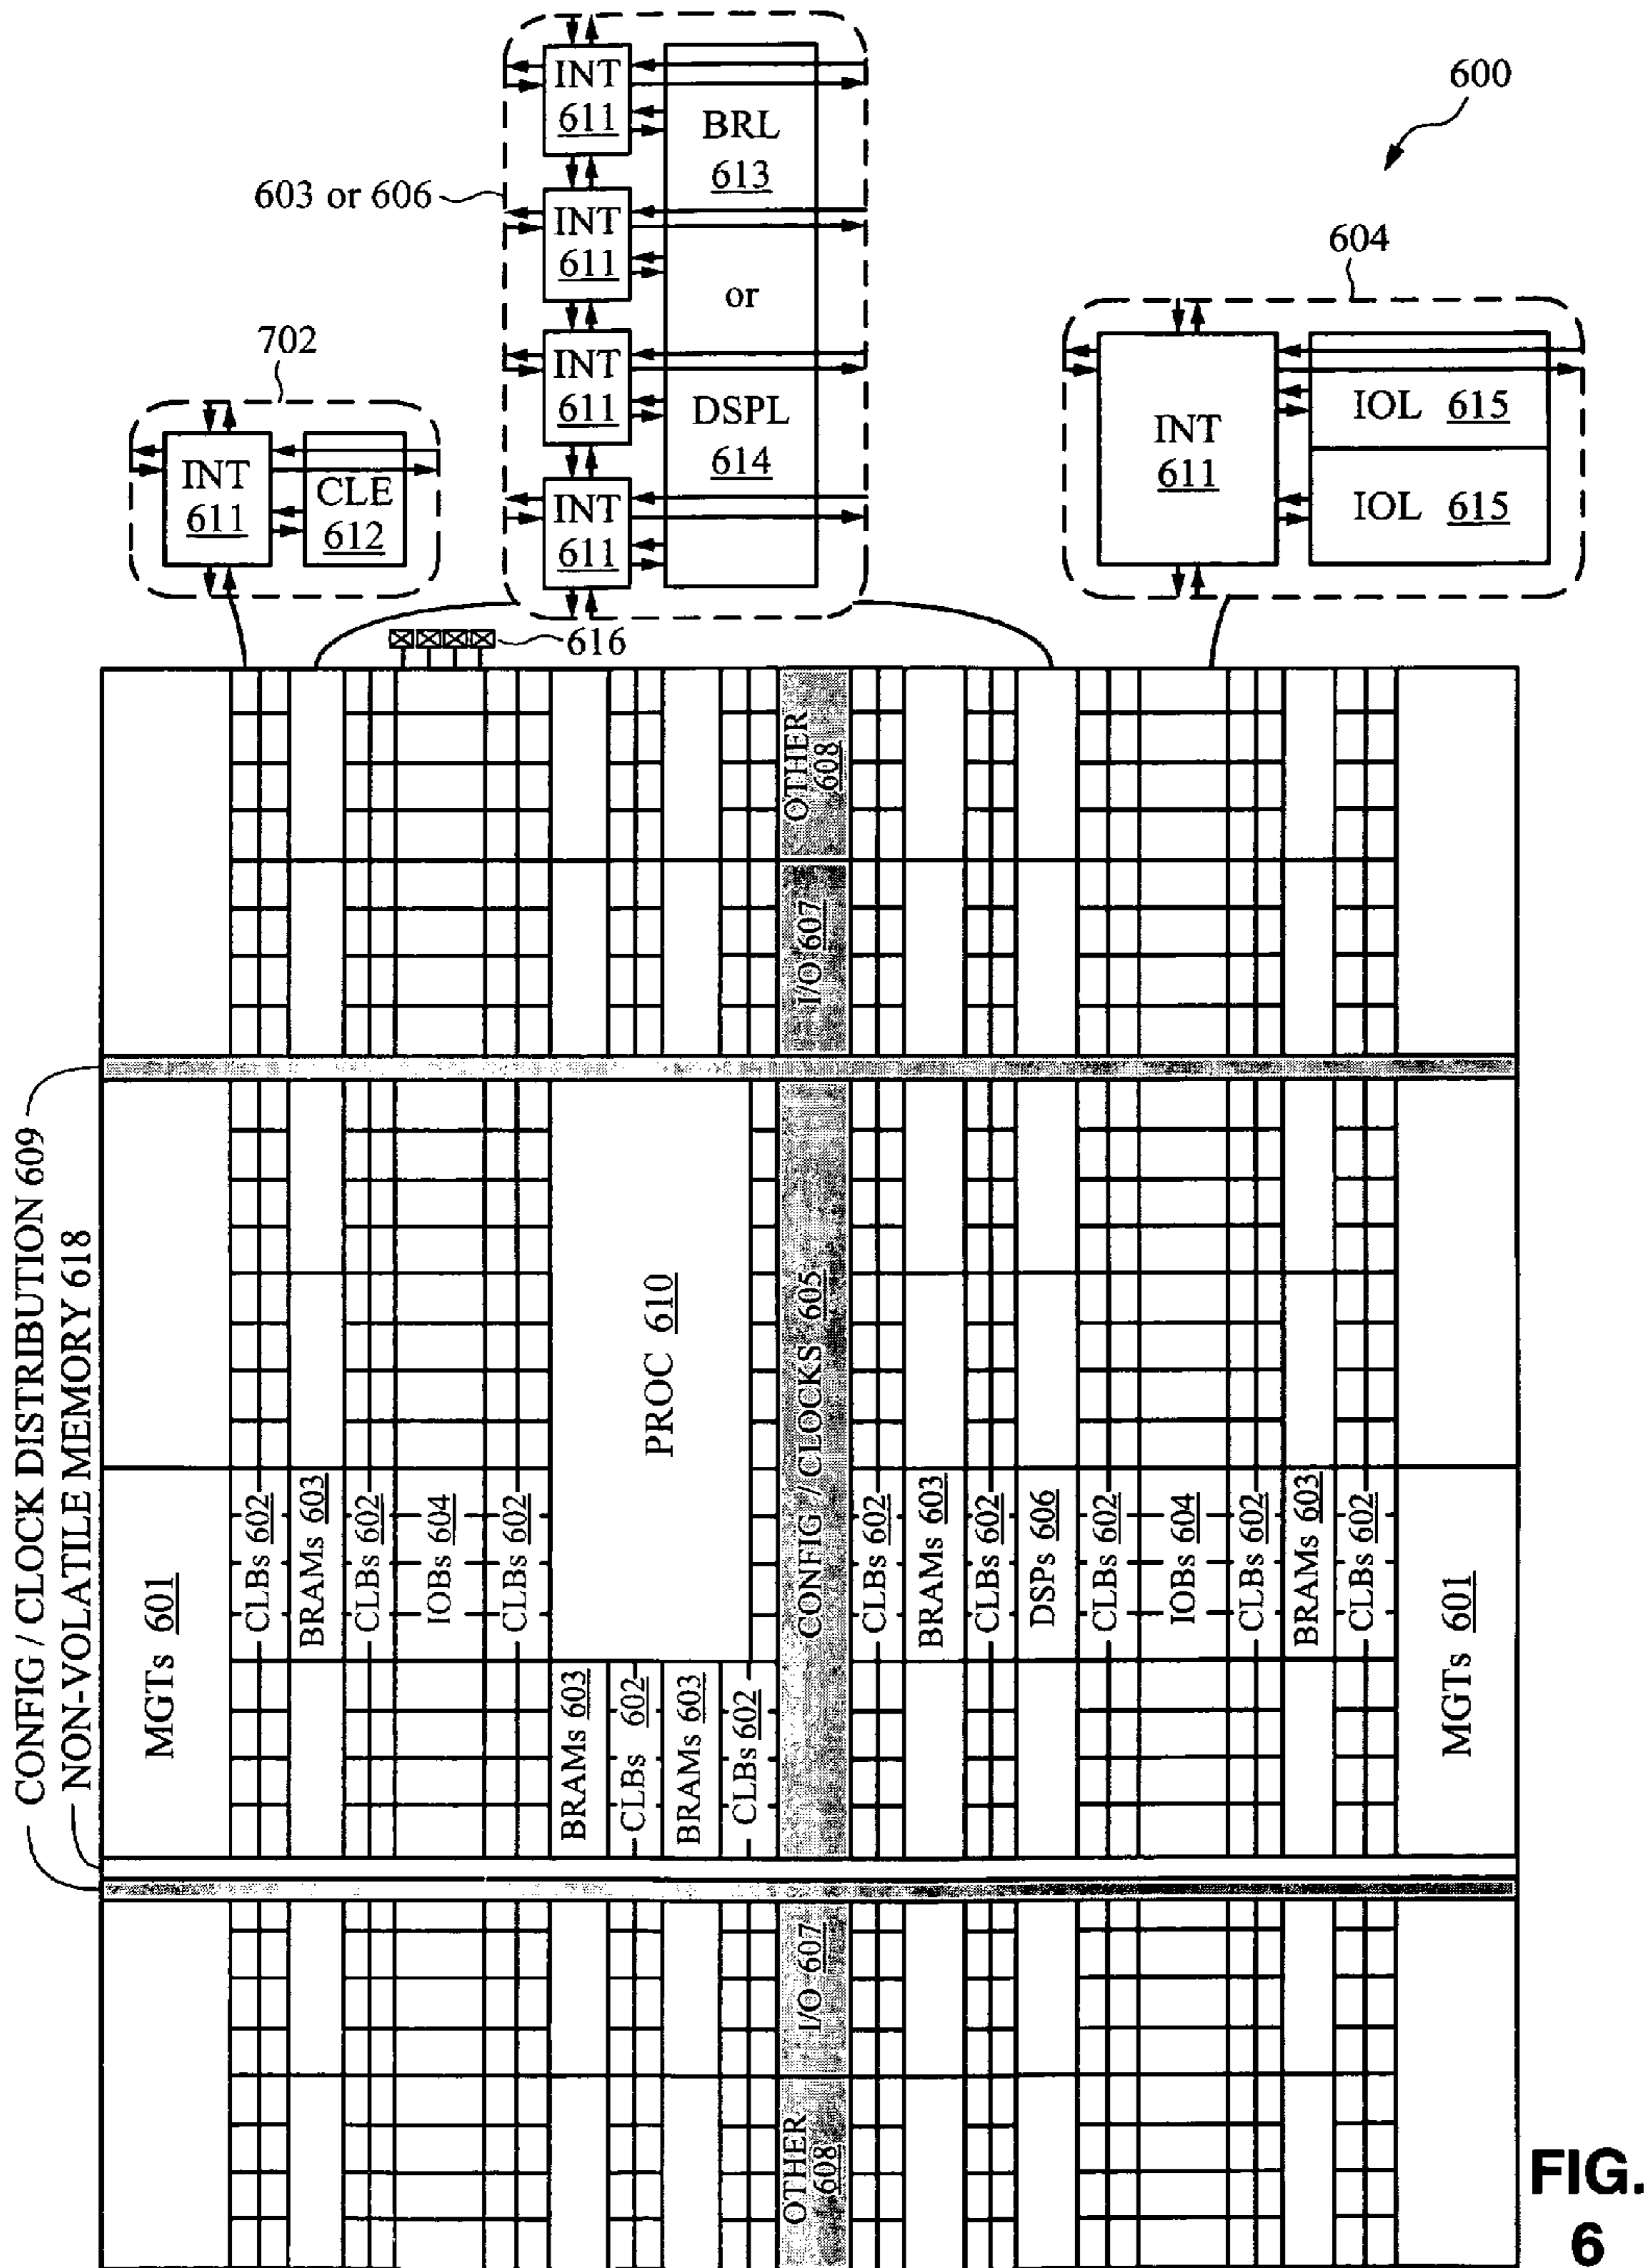 600
603 or 606
INT
611
INT
611
INT
611
INT
611
BRL
613
or
DSPL
614
604
INT
611
IOL 615
IOL 615
702
INT
611
CLE
612
616
OTHER
608
I/O 607
CONFIG / CLOCK DISTRIBUTION 609
NON-VOLATILE MEMORY 618
PROC 610
CONFIG / CLOCKS 605
MGTs 601
CLBs 602
BRAMs 603
CLBs 602
IOBs 604
CLBs 602
BRAMs 603
CLBs 602
BRAMs 603
CLBs 602
CLBs 602
BRAMs 603
CLBs 602
DSPs 606
CLBs 602
IOBs 604
CLBs 602
BRAMs 603
CLBs 602
MGTs 601
I/O 607
OTHER
608
FIG.
6